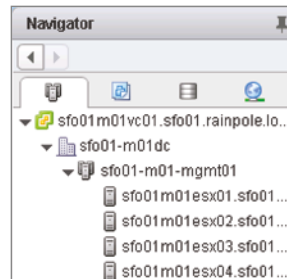 Navigator
sfo01m01vc01.sfo01.rainpole.lo...
sfo01-m01dc
sfo01-m01-mgmt01
sfo01m01esx01.sfo01...
sfo01m01esx02.sfo01...
sfo01m01esx03.sfo01...
sfo01m01esx04.sfo01...